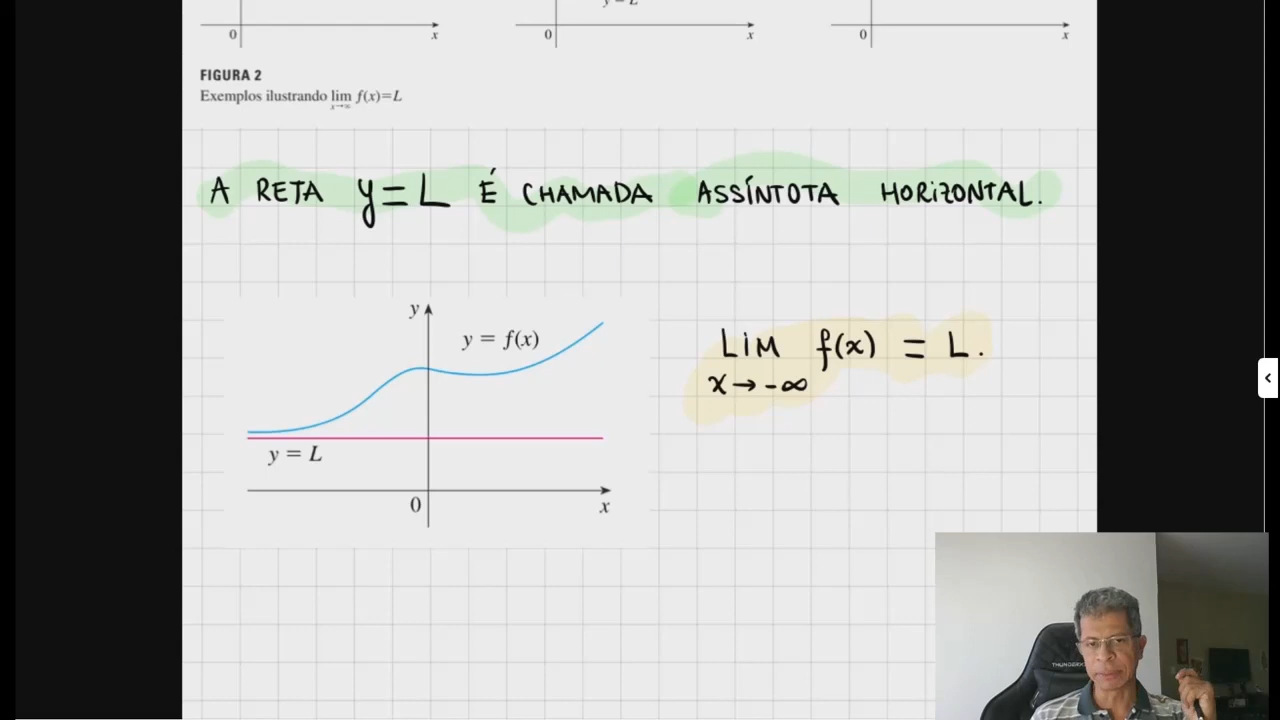 y = L
0 x 0 x 0 x
FIGURA 2
Exemplos ilustrando lim f(x)=L
x→∞
A RETA y=L É CHAMADA ASSÍNTOTA HORIZONTAL.
y
y = f(x)
LIM f(x) = L.
x→-∞
y = L
0
x